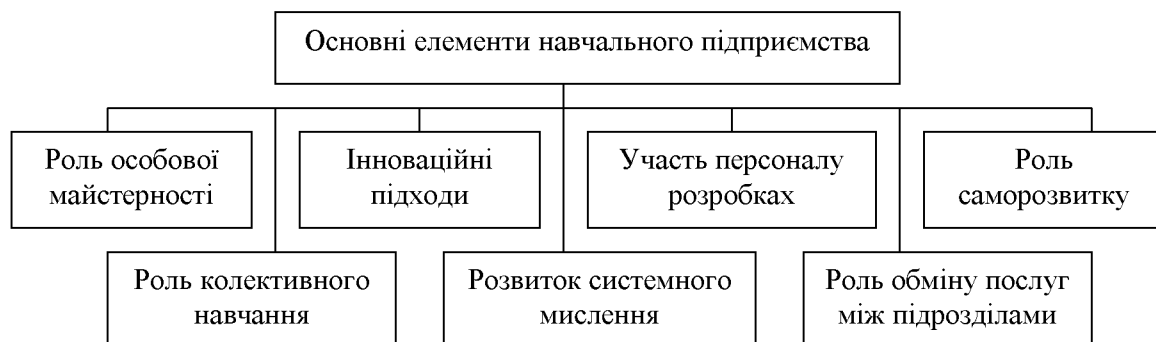 Основні елементи навчального підприємства
Роль особової
майстерності
Інноваційні
підходи
Участь персоналу
розробках
Роль
саморозвитку
Роль колективного
навчання
Розвиток системного
мислення
Роль обміну послуг
між підрозділами